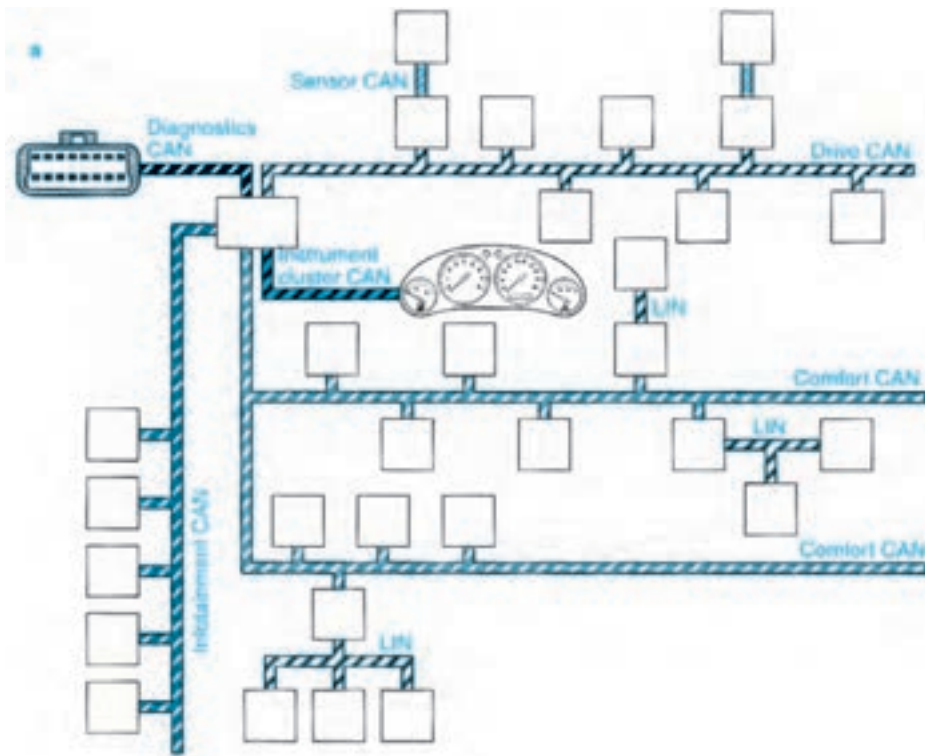 a
Sensor CAN
Diagnostics
CAN
Drive CAN
Instrument
cluster CAN
LIN
Comfort CAN
LIN
Infotainment CAN
Comfort CAN
LIN